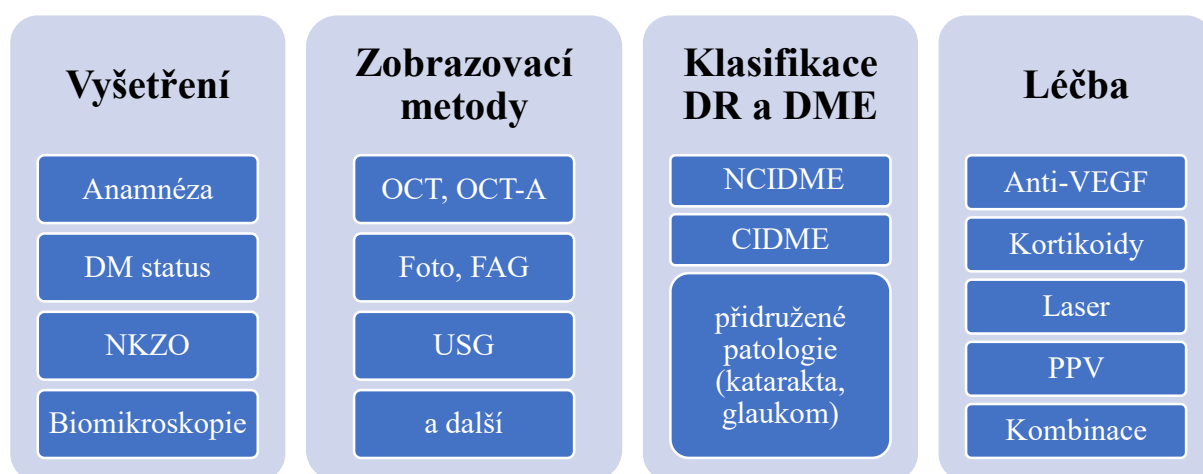 Vyšetření
Anamnéza
DM status
NKZO
Biomikroskopie
Zobrazovací
metody
OCT, OCT-A
Foto, FAG
USG
a další
Klasifikace
DR a DME
NCIDME
CIDME
přidružené
patologie
(katarakta,
glaukom)
Léčba
Anti-VEGF
Kortikoidy
Laser
PPV
Kombinace